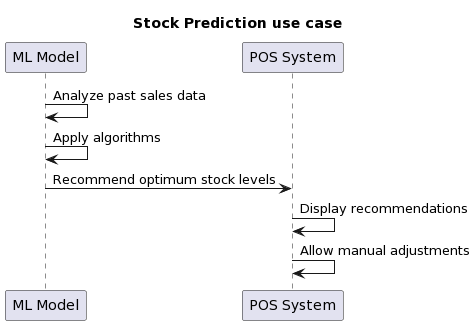 Stock Prediction use case
ML Model POS System
Analyze past sales data
Apply algorithms
Recommend optimum stock levels
Display recommendations
Allow manual adjustments
ML Model POS System